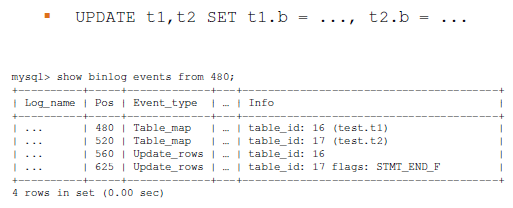 ▪ UPDATE t1,t2 SET t1.b = ..., t2.b = ...
mysql> show binlog events from 480;
+----------+-----+-------------+---+----------------------------------------+
| Log_name | Pos | Event_type | … | Info |
+----------+-----+-------------+---+----------------------------------------+
| ... | 480 | Table_map | … | table_id: 16 (test.t1) |
| ... | 520 | Table_map | … | table_id: 17 (test.t2) |
| ... | 560 | Update_rows | … | table_id: 16 |
| ... | 625 | Update_rows | … | table_id: 17 flags: STMT_END_F |
+----------+-----+-------------+---+----------------------------------------+
4 rows in set (0.00 sec)